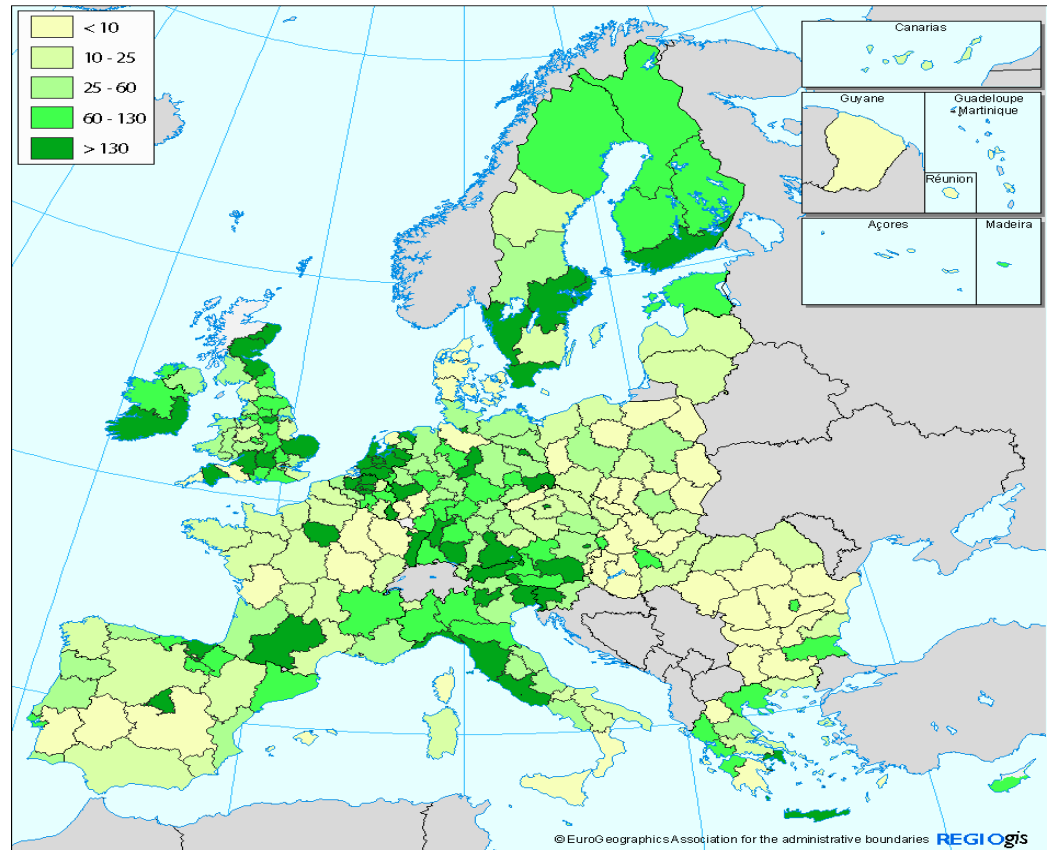 < 10
10 - 25
25 - 60
60 - 130
> 130
Canarias
Guyane
Guadeloupe
Martinique
Réunion
Açores
Madeira
© EuroGeographics Association for the administrative boundaries REGIOgis